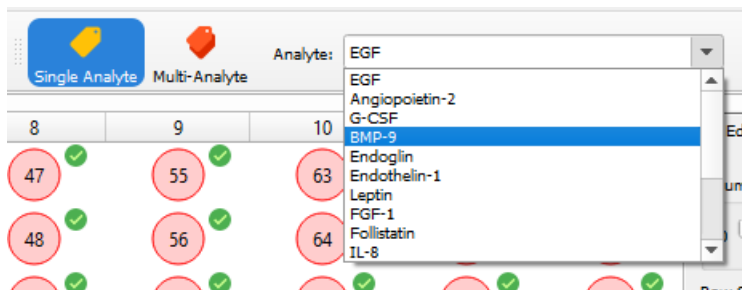 Single Analyte
Multi-Analyte
Analyte:
EGF
EGF
Angiopoietin-2
G-CSF
BMP-9
Endoglin
Endothelin-1
Leptin
FGF-1
Follistatin
IL-8
8 9 10
47 55 63
48 56 64